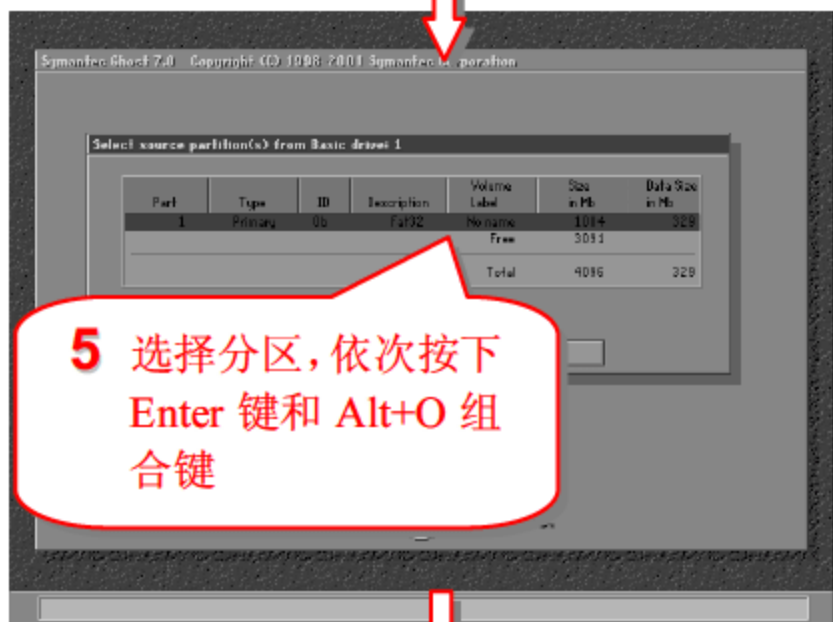 Symantec Ghost 7.0 Copyright (C) 1998-2001 Symantec poration
Select source partition(s) from Basic drive: 1
Part Type ID Description Volume Label Size in Mb Data Size in Mb
1 Primary 0b Fat32 No name 1004 329
Free 3091
Total 4096 329
5 选择分区，依次按下
Enter 键和 Alt+O 组
合键